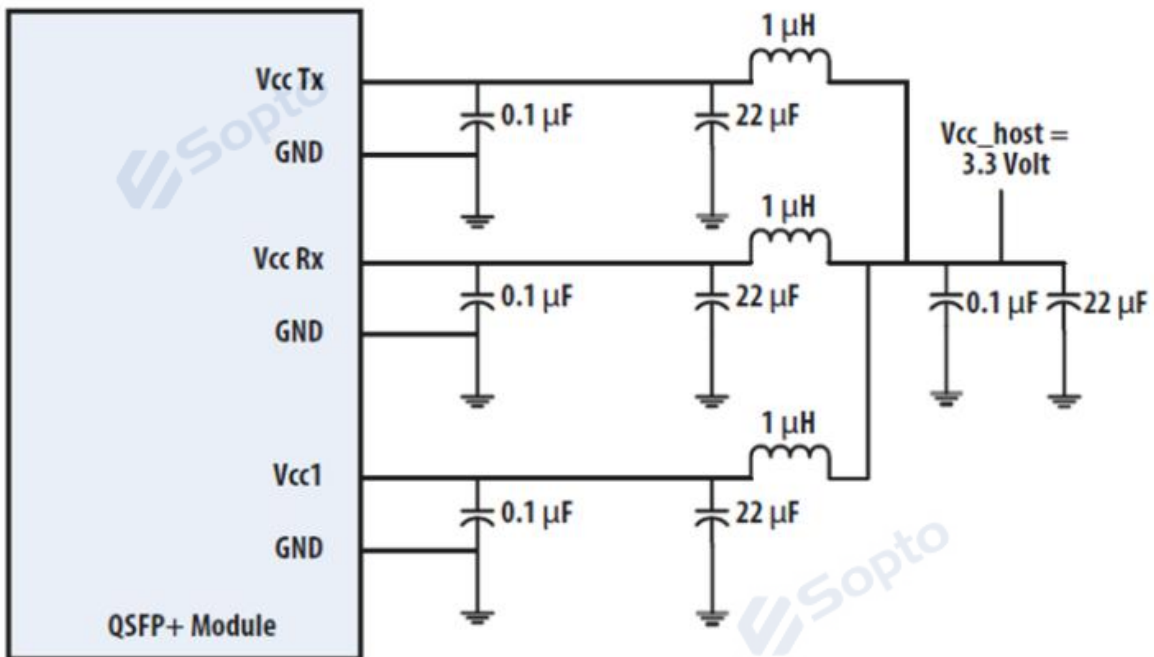 1 µH
Vcc Tx
0.1 µF
22 µF
GND
Vcc_host =
3.3 Volt
1 µH
Vcc Rx
0.1 µF
22 µF
0.1 µF
22 µF
GND
1 µH
Vcc1
0.1 µF
22 µF
GND
QSFP+ Module
Sopto
Sopto